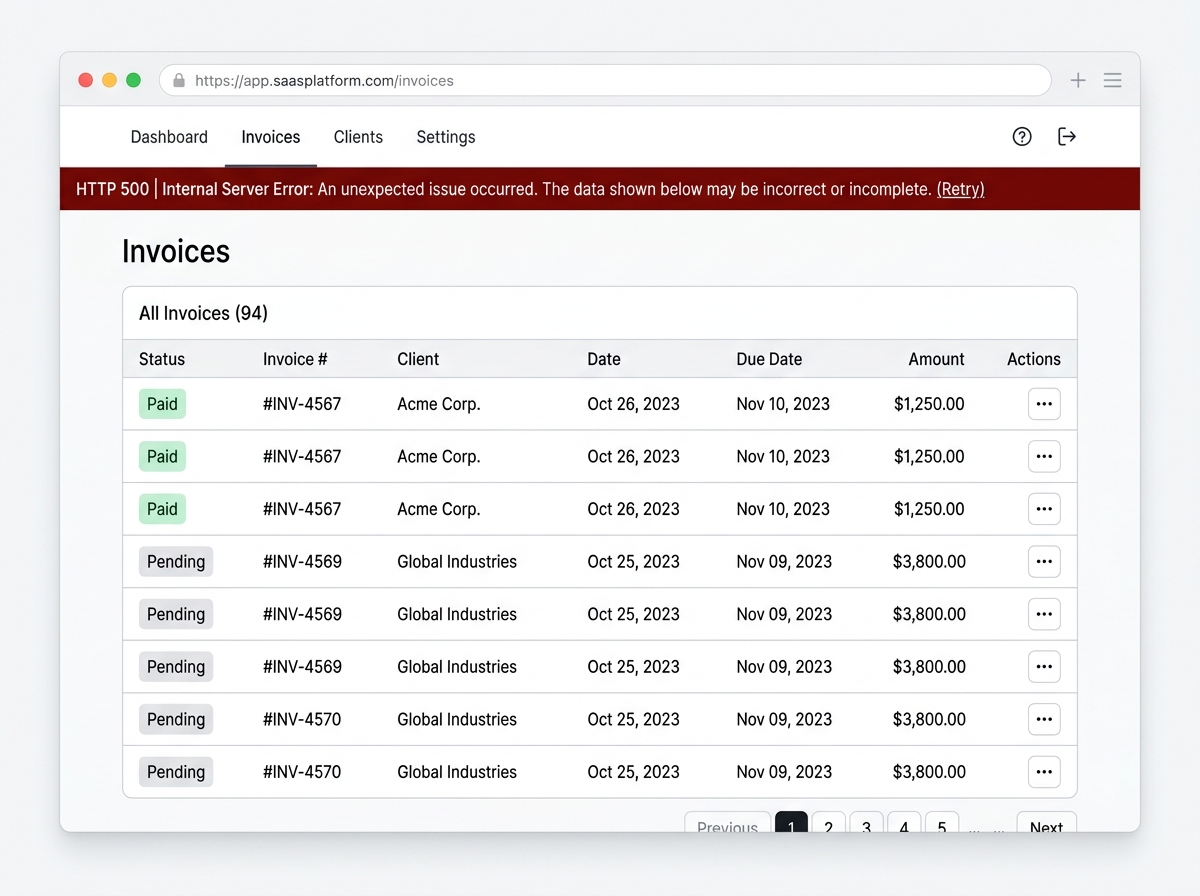 https://app.saasplatform.com/invoices
Dashboard Invoices Clients Settings
HTTP 500 | Internal Server Error: An unexpected issue occurred. The data shown below may be incorrect or incomplete. (Retry)
Invoices
All Invoices (94)
Status Invoice # Client Date Due Date Amount Actions
Paid #INV-4567 Acme Corp. Oct 26, 2023 Nov 10, 2023 $1,250.00
Paid #INV-4567 Acme Corp. Oct 26, 2023 Nov 10, 2023 $1,250.00
Paid #INV-4567 Acme Corp. Oct 26, 2023 Nov 10, 2023 $1,250.00
Pending #INV-4569 Global Industries Oct 25, 2023 Nov 09, 2023 $3,800.00
Pending #INV-4569 Global Industries Oct 25, 2023 Nov 09, 2023 $3,800.00
Pending #INV-4569 Global Industries Oct 25, 2023 Nov 09, 2023 $3,800.00
Pending #INV-4570 Global Industries Oct 25, 2023 Nov 09, 2023 $3,800.00
Pending #INV-4570 Global Industries Oct 25, 2023 Nov 09, 2023 $3,800.00
Previous 1 2 3 4 5 ... ... Next